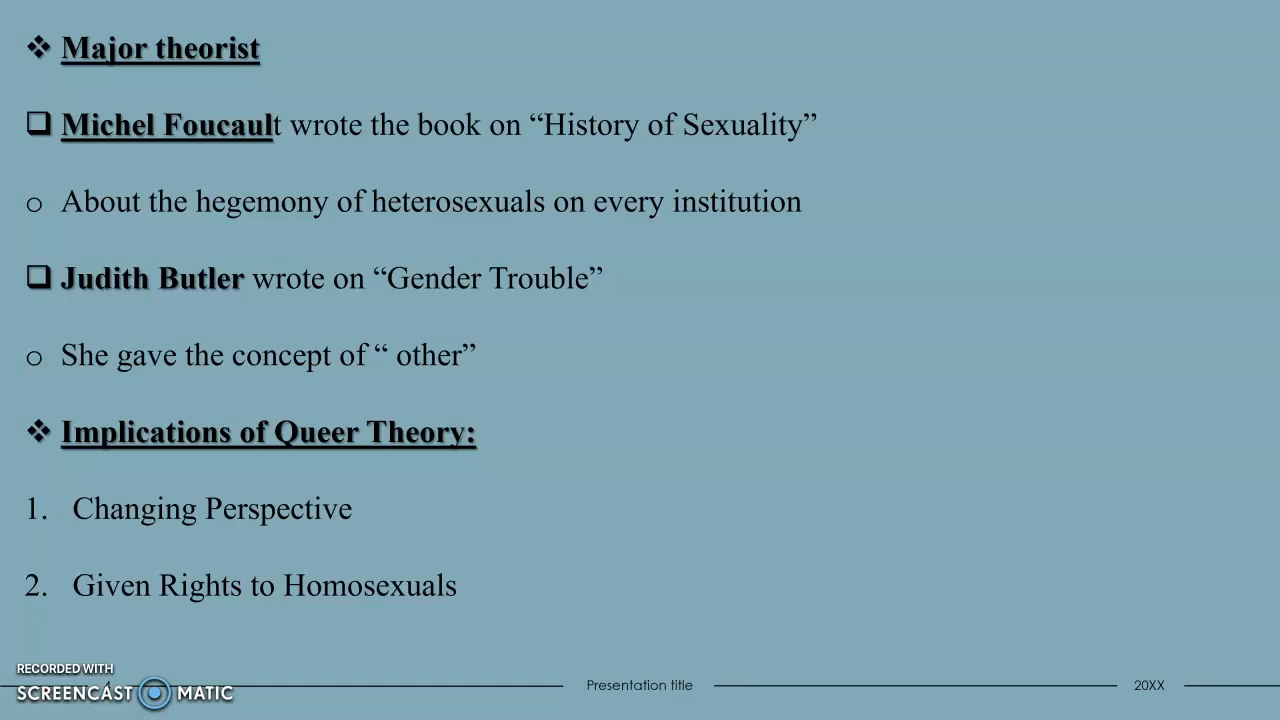 Major theorist
Michel Foucault wrote the book on “History of Sexuality”
o About the hegemony of heterosexuals on every institution
Judith Butler wrote on “Gender Trouble”
o She gave the concept of “ other”
Implications of Queer Theory:
1. Changing Perspective
2. Given Rights to Homosexuals
RECORDED WITH
SCREENCAST MATIC
4
Presentation title
20XX